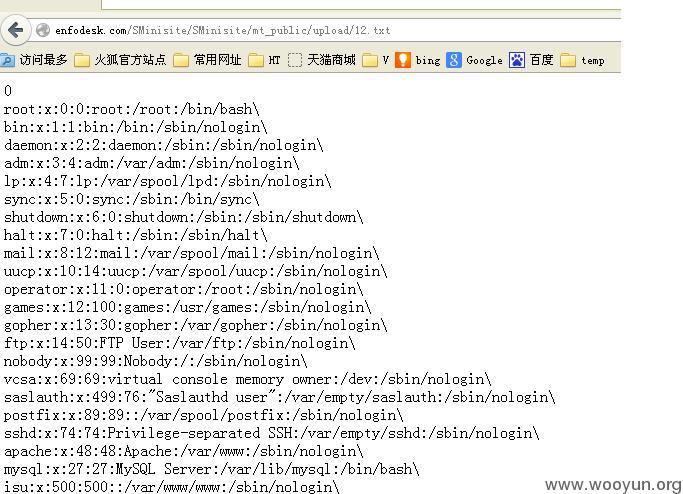 enfodesk.com/SMinisite/SMinisite/mt_public/upload/12.txt
访问最多 火狐官方站点 常用网址 HT 天猫商城 V bing Google 百度 temp
0
root:x:0:0:root:/root:/bin/bash\
bin:x:1:1:bin:/bin:/sbin/nologin\
daemon:x:2:2:daemon:/sbin:/sbin/nologin\
adm:x:3:4:adm:/var/adm:/sbin/nologin\
lp:x:4:7:lp:/var/spool/lpd:/sbin/nologin\
sync:x:5:0:sync:/sbin:/bin/sync\
shutdown:x:6:0:shutdown:/sbin:/sbin/shutdown\
halt:x:7:0:halt:/sbin:/sbin/halt\
mail:x:8:12:mail:/var/spool/mail:/sbin/nologin\
uucp:x:10:14:uucp:/var/spool/uucp:/sbin/nologin\
operator:x:11:0:operator:/root:/sbin/nologin\
games:x:12:100:games:/usr/games:/sbin/nologin\
gopher:x:13:30:gopher:/var/gopher:/sbin/nologin\
ftp:x:14:50:FTP User:/var/ftp:/sbin/nologin\
nobody:x:99:99:Nobody:/:/sbin/nologin\
vcsa:x:69:69:virtual console memory owner:/dev:/sbin/nologin\
saslauth:x:499:76:"Saslauthd user":/var/empty/saslauth:/sbin/nologin\
postfix:x:89:89::/var/spool/postfix:/sbin/nologin\
sshd:x:74:74:Privilege-separated SSH:/var/empty/sshd:/sbin/nologin\
apache:x:48:48:Apache:/var/www:/sbin/nologin\
mysql:x:27:27:MySQL Server:/var/lib/mysql:/bin/bash\
isu:x:500:500::/var/www/www:/sbin/nologin\
www.wooyun.org